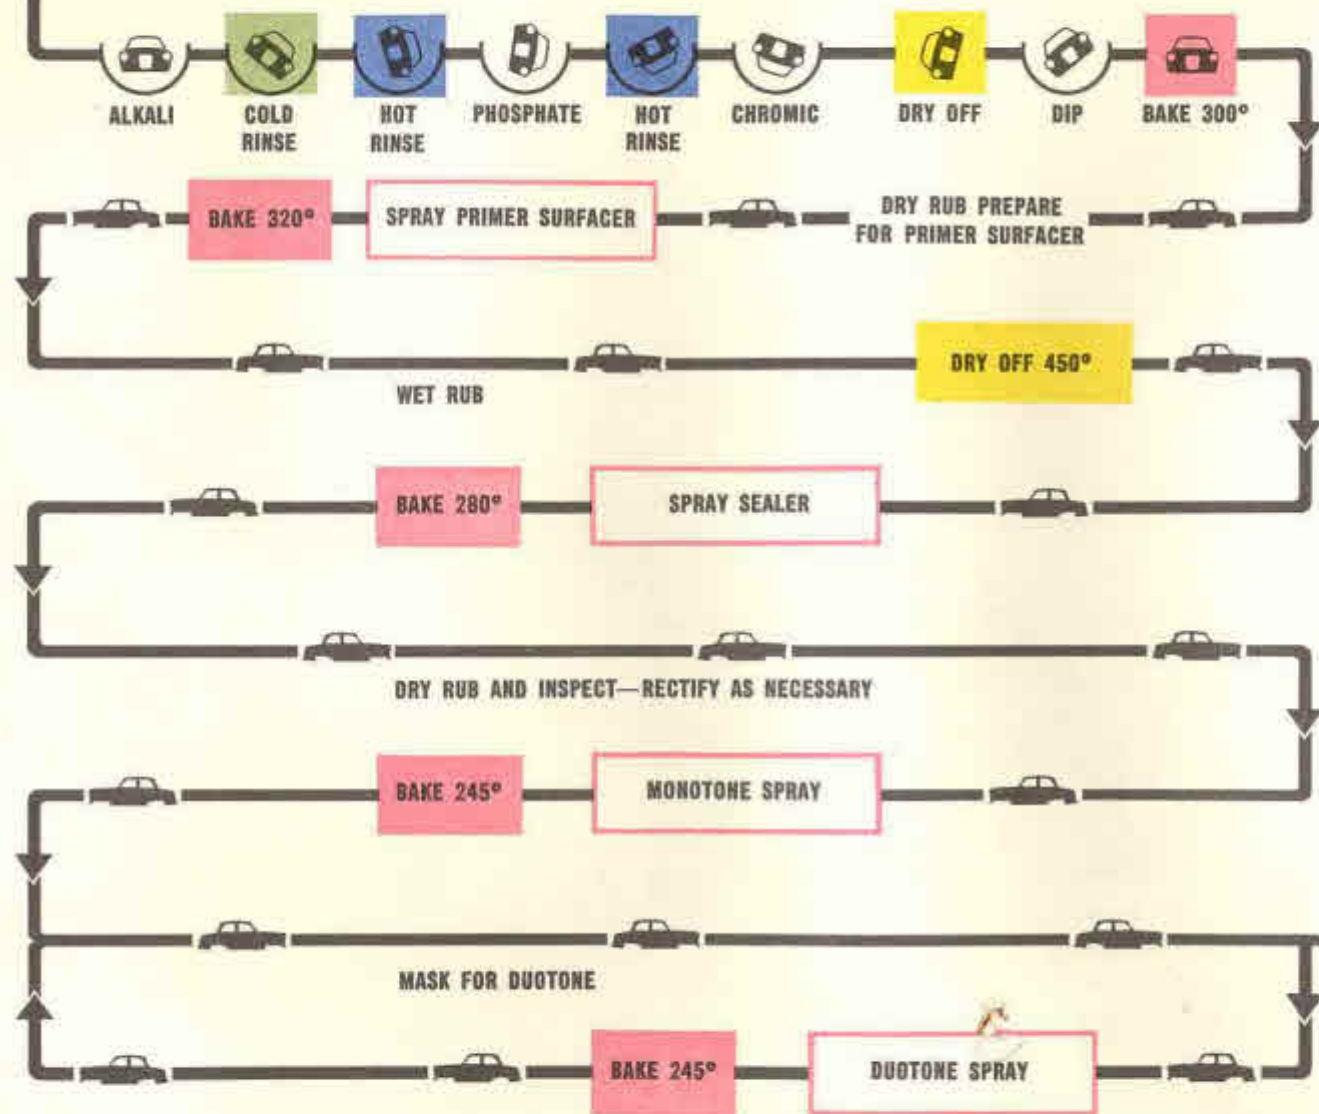 ALKALI
COLD
RINSE
HOT
RINSE
PHOSPHATE
HOT
RINSE
CHROMIC
DRY OFF
DIP
BAKE 300°
BAKE 320°
SPRAY PRIMER SURFACER
DRY RUB PREPARE
FOR PRIMER SURFACER
WET RUB
DRY OFF 450°
BAKE 280°
SPRAY SEALER
DRY RUB AND INSPECT—RECTIFY AS NECESSARY
BAKE 245°
MONOTONE SPRAY
MASK FOR DUOTONE
BAKE 245°
DUOTONE SPRAY